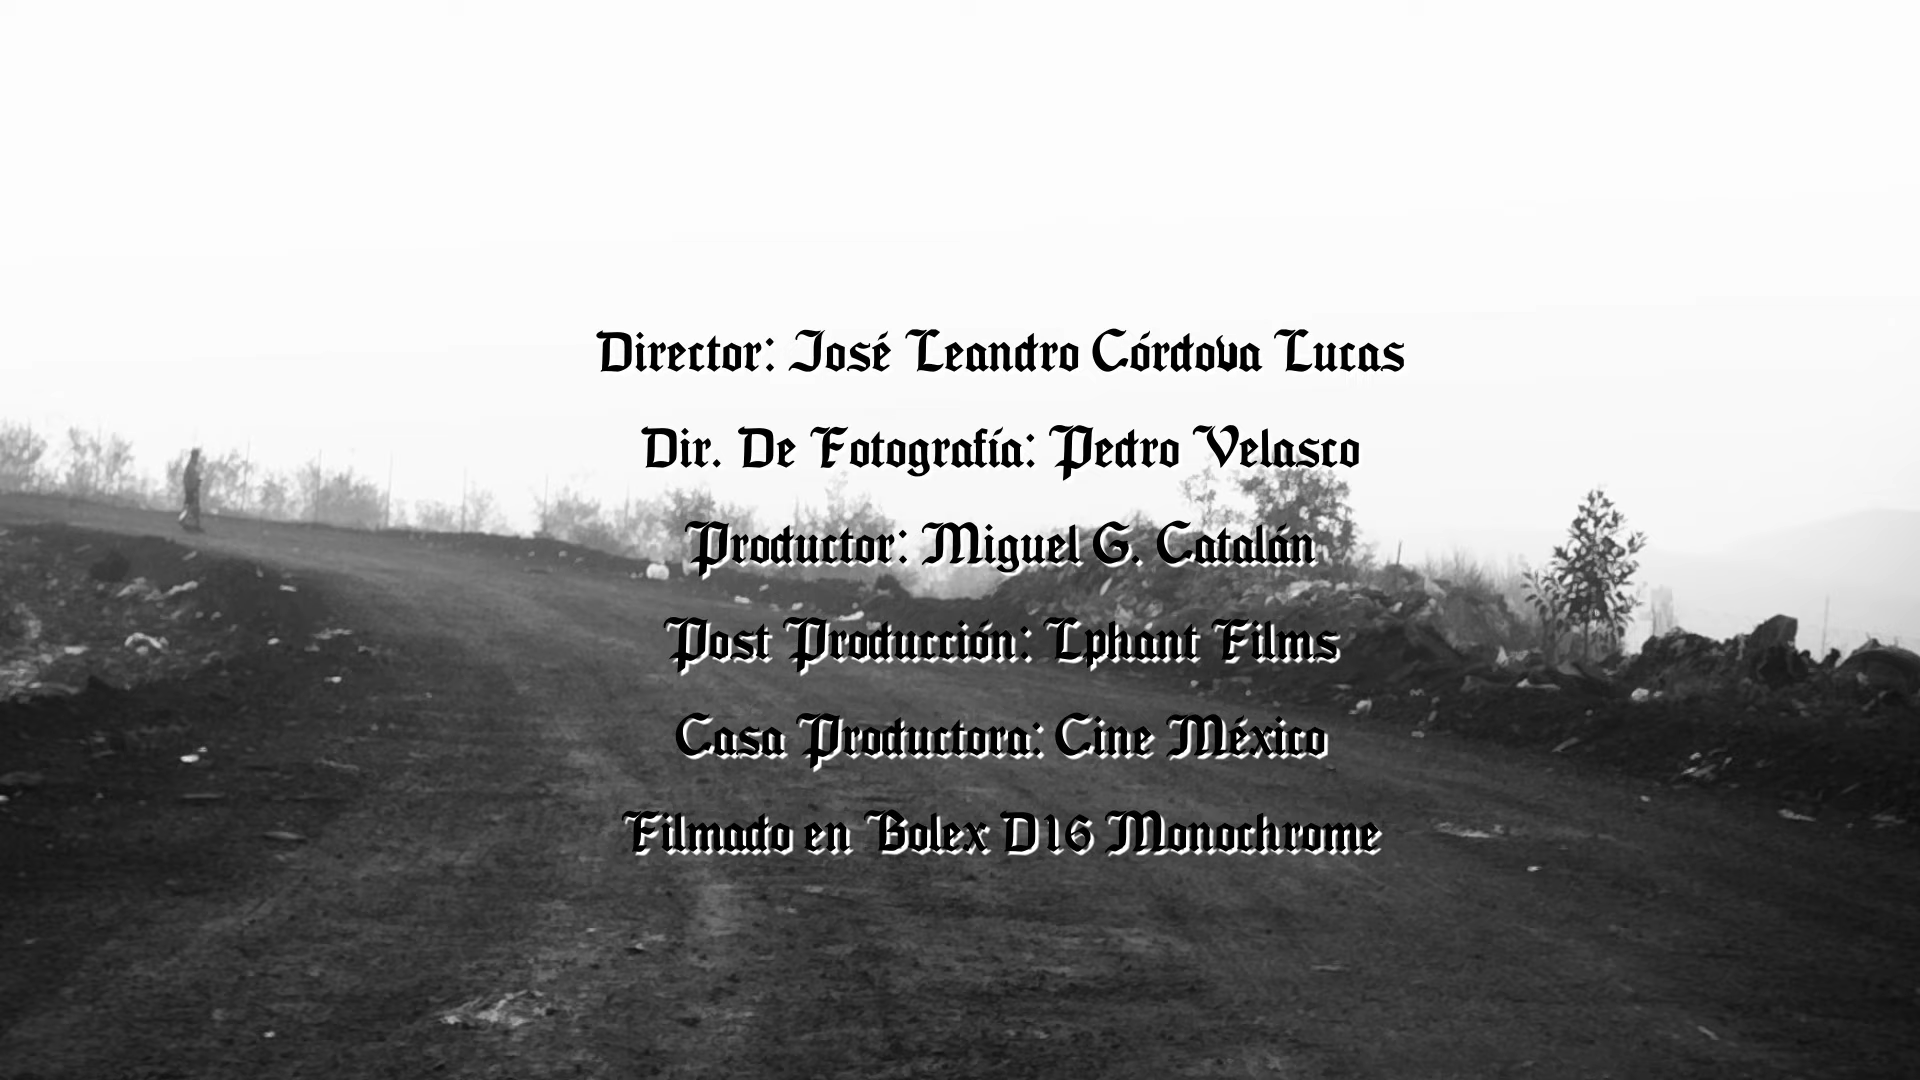 Director: José Leandro Córdova Lucas
Dir. De Fotografía: Pedro Velasco
Productor: Miguel G. Catalán
Post Producción: Lphant Films
Casa Productora: Cine México
Filmado en Bolex D16 Monochrome